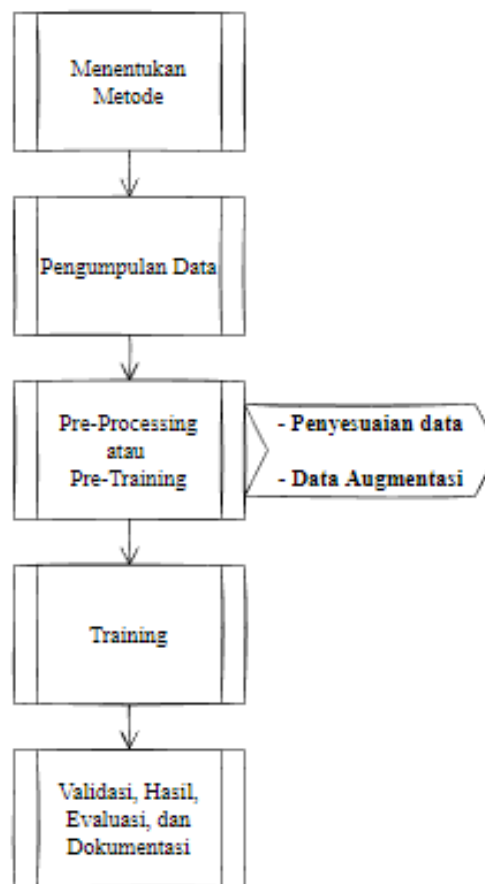 Menentukan
Metode
Pengumpulan Data
Pre-Processing
atau
Pre-Training
- Penyesuaian data
- Data Augmentasi
Training
Validasi, Hasil,
Evaluasi, dan
Dokumentasi